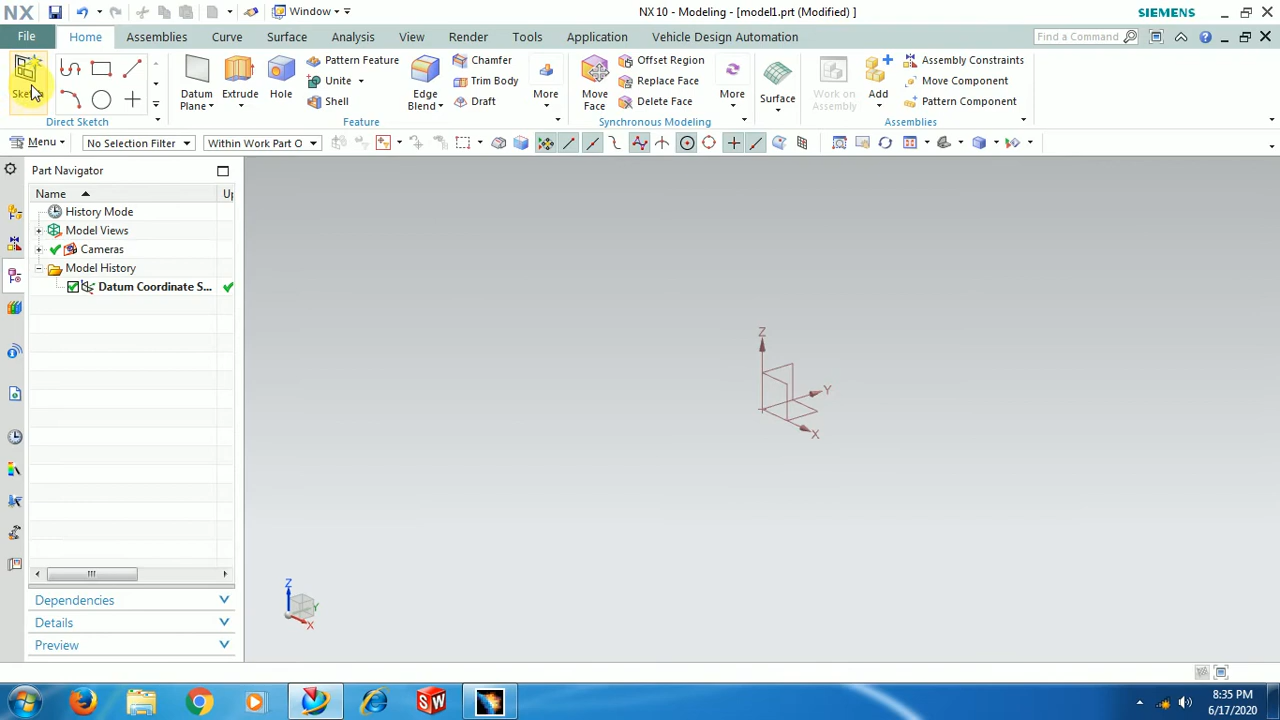 NX
Window
NX 10 - Modeling - [model1.prt (Modified) ]
SIEMENS
File
Home
Assemblies
Curve
Surface
Analysis
View
Tools
Render
Application
Vehicle Design Automation
Find a Command
Sketch
Direct Sketch
Datum
Plane
Extrude
Hole
Pattern Feature
Unite
Shell
Edge
Blend
Chamfer
Trim Body
Draft
More
Feature
Move
Face
Offset Region
Replace Face
Delete Face
More
Synchronous Modeling
Surface
Work on
Assembly
Add
Assembly Constraints
Move Component
Pattern Component
Assemblies
Menu
No Selection Filter
Within Work Part O
Part Navigator
Name
Up
History Mode
Model Views
Cameras
Model History
Datum Coordinate S...
Z
Y
X
Z
Y
X
Dependencies
Details
Preview
8:35 PM
6/17/2020